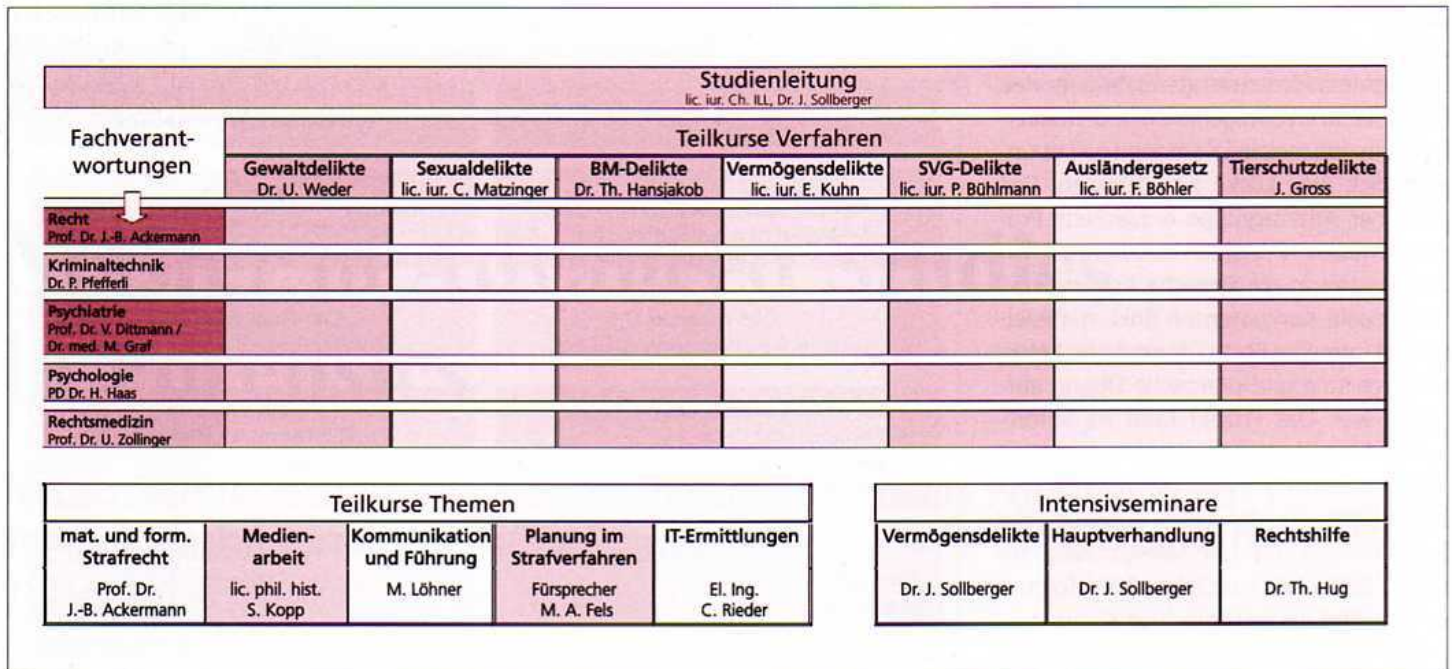 Studienleitung
lic. iur. Ch. ILL, Dr. J. Sollberger
Fachverant-
wortungen
Teilkurse Verfahren
Gewaltdelikte
Dr. U. Weder
Sexualdelikte
lic. iur. C. Matzinger
BM-Delikte
Dr. Th. Hansjakob
Vermögensdelikte
lic. iur. E. Kuhn
SVG-Delikte
lic. iur. P. Bühlmann
Ausländergesetz
lic. iur. F. Böhler
Tierschutzdelikte
J. Gross
Recht
Prof. Dr. J.-B. Ackermann
Kriminaltechnik
Dr. P. Pfefferli
Psychiatrie
Prof. Dr. V. Dittmann /
Dr. med. M. Graf
Psychologie
PD Dr. H. Haas
Rechtsmedizin
Prof. Dr. U. Zollinger
Teilkurse Themen
mat. und form.
Strafrecht
Prof. Dr.
J.-B. Ackermann
Medien-
arbeit
lic. phil. hist.
S. Kopp
Kommunikation
und Führung
M. Löhner
Planung im
Strafverfahren
Fürsprecher
M. A. Fels
IT-Ermittlungen
El. Ing.
C. Rieder
Intensivseminare
Vermögensdelikte
Dr. J. Sollberger
Hauptverhandlung
Dr. J. Sollberger
Rechtshilfe
Dr. Th. Hug